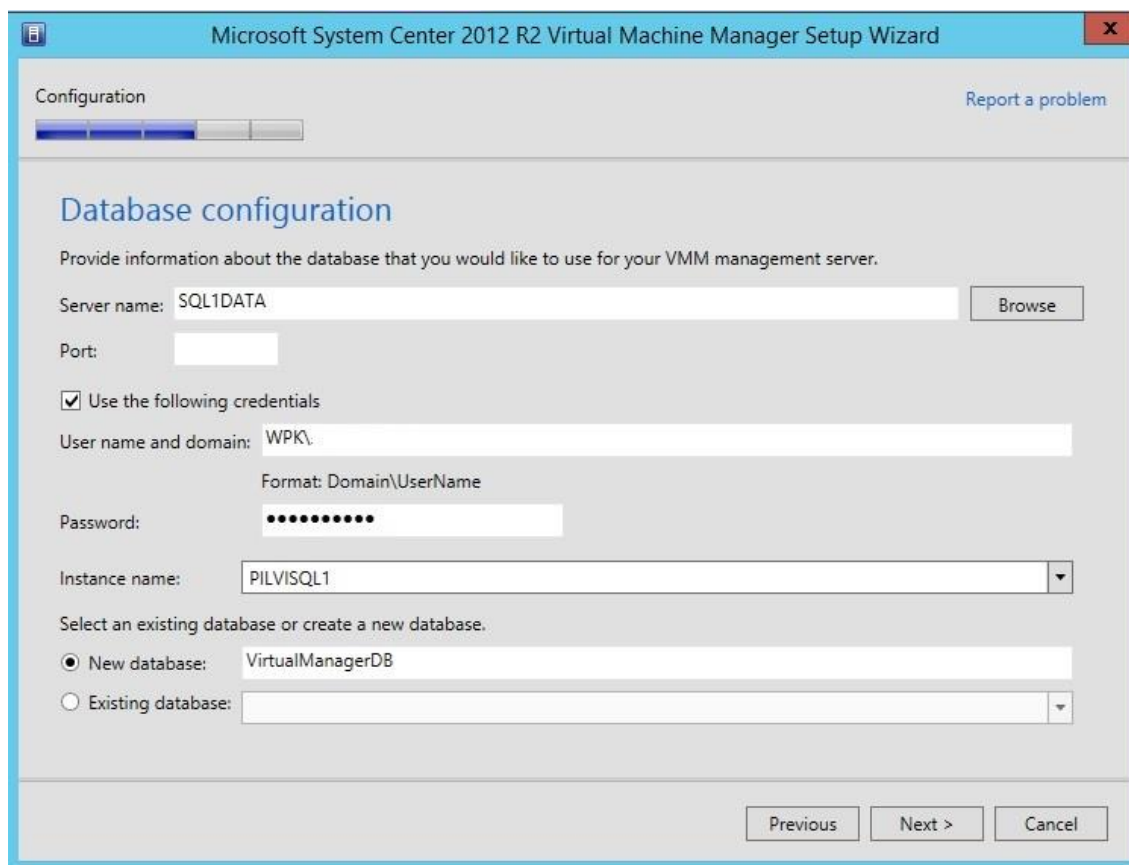 Microsoft System Center 2012 R2 Virtual Machine Manager Setup Wizard
x
Configuration
Report a problem
Database configuration
Provide information about the database that you would like to use for your VMM management server.
Server name: SQL1DATA Browse
Port:
Use the following credentials
User name and domain: WPK\.
Format: Domain\UserName
Password: ••••••••••
Instance name: PILVISQL1
Select an existing database or create a new database.
New database: VirtualManagerDB
Existing database:
Previous Next > Cancel